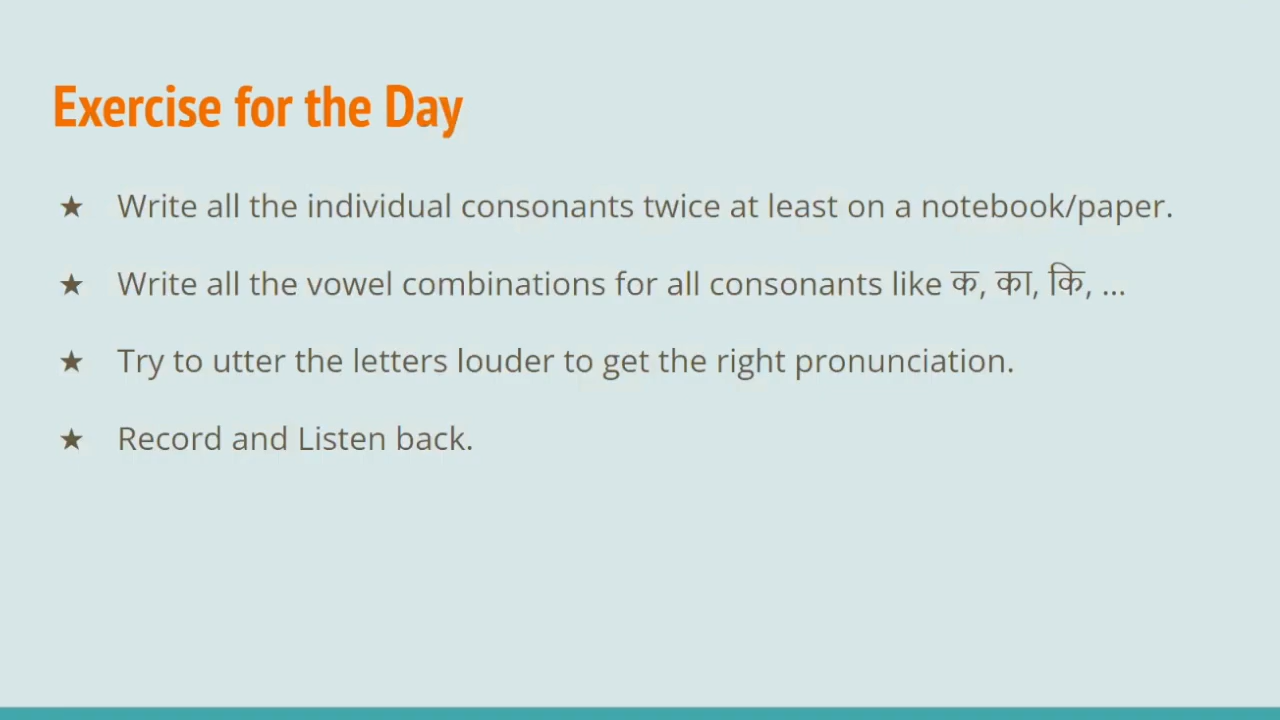 Exercise for the Day
★ Write all the individual consonants twice at least on a notebook/paper.
★ Write all the vowel combinations for all consonants like क, का, कि, ...
★ Try to utter the letters louder to get the right pronunciation.
★ Record and Listen back.